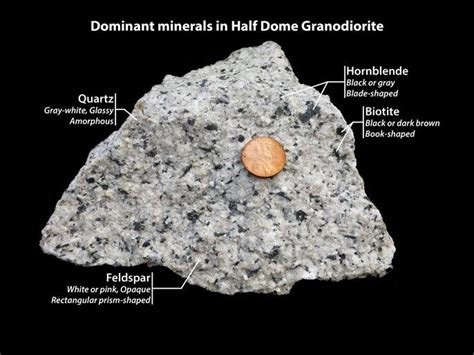 Dominant minerals in Half Dome Granodiorite
Quartz
Gray-white, Glassy
Amorphous
Hornblende
Black or gray
Blade-shaped
Biotite
Black or dark brown
Book-shaped
Feldspar
White or pink, Opaque
Rectangular prism-shaped